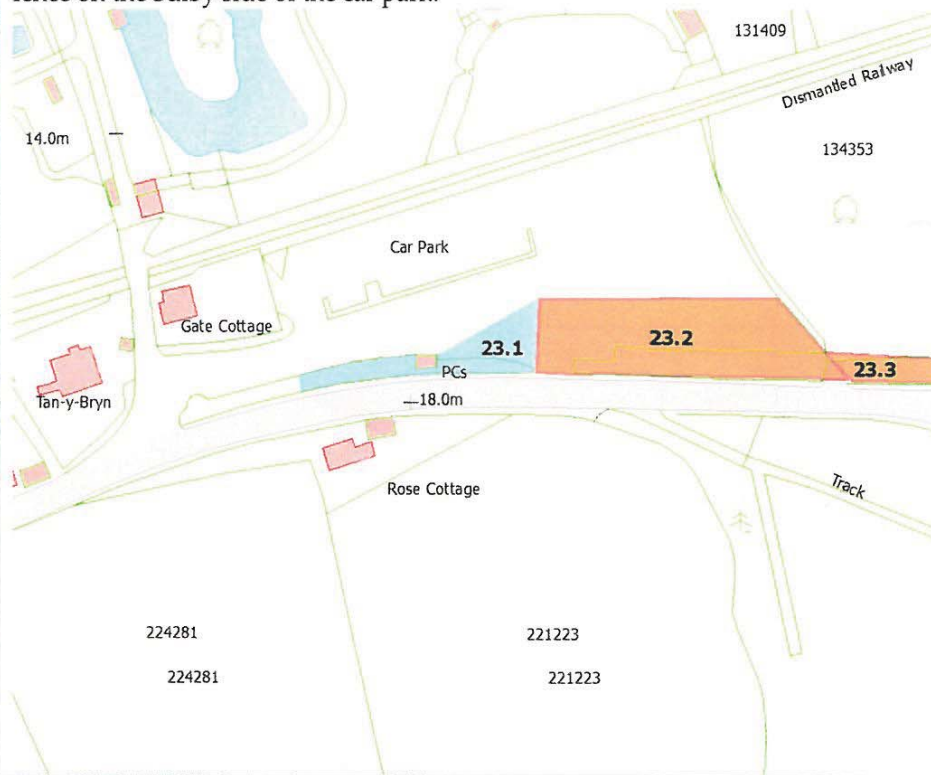 131409
Dismantled Railway
14.0m
134353
Car Park
Gate Cottage
23.1
23.2
PCs
23.3
Tan-y-Bryn
18.0m
Rose Cottage
Track
224281
221223
224281
221223